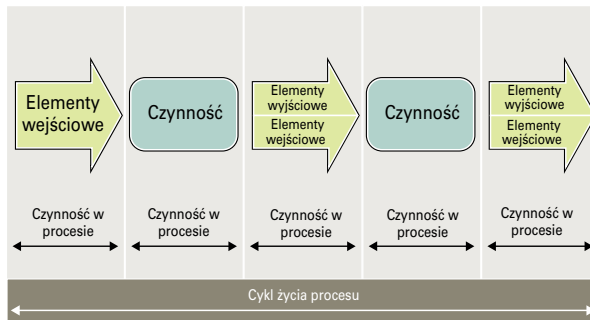 Elementy
wejściowe
Czynność
Elementy
wyjściowe
Elementy
wejściowe
Czynność
Elementy
wyjściowe
Elementy
wejściowe
Czynność w
procesie
Czynność w
procesie
Czynność w
procesie
Czynność w
procesie
Czynność w
procesie
Cykl życia procesu